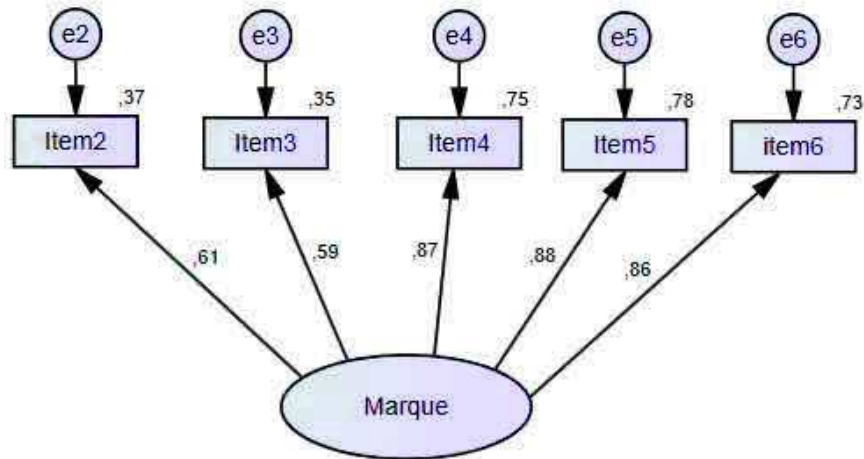 e2 e3 e4 e5 e6
,37 ,35 ,75 ,78 ,73
Item2 Item3 Item4 Item5 item6
,61 ,59 ,87 ,88 ,86
Marque